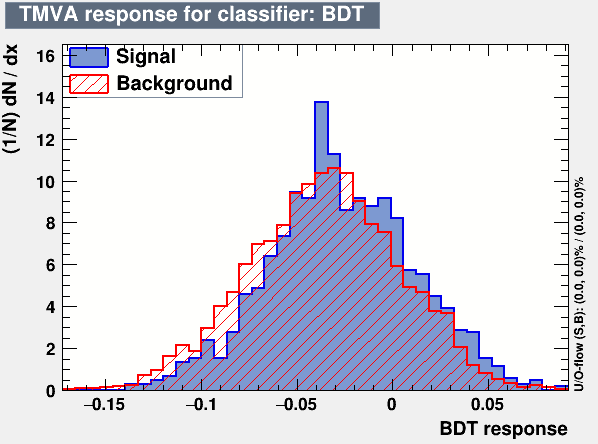 TMVA response for classifier: BDT
(1/N) dN / dx
16
14
12
10
8
6
4
2
0
Signal
Background
−0.15
−0.1
−0.05
0
0.05
BDT response
U/O-flow (S,B): (0.0, 0.0)% / (0.0, 0.0)%